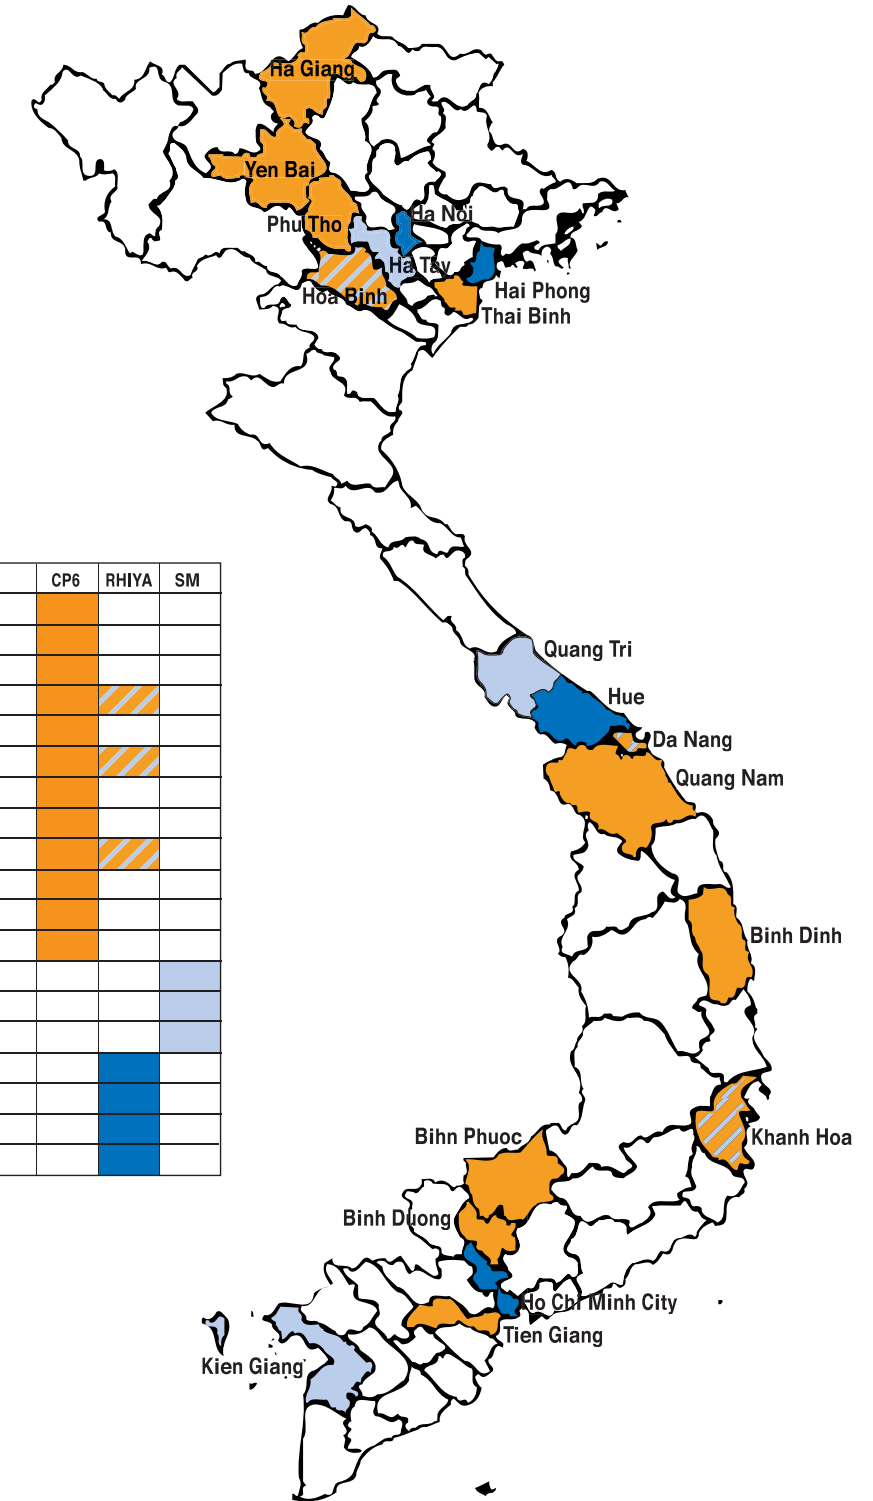 Ha Giang
Yen Bai
Phu Tho
Ha Noi
Ha Tay
Hoa Binh
Hai Phong
Thai Binh
CP6 RHIYA SM
Quang Tri
Hue
Da Nang
Quang Nam
Binh Dinh
Bihn Phuoc
Khanh Hoa
Binh Duong
Ho Chi Minh City
Tien Giang
Kien Giang